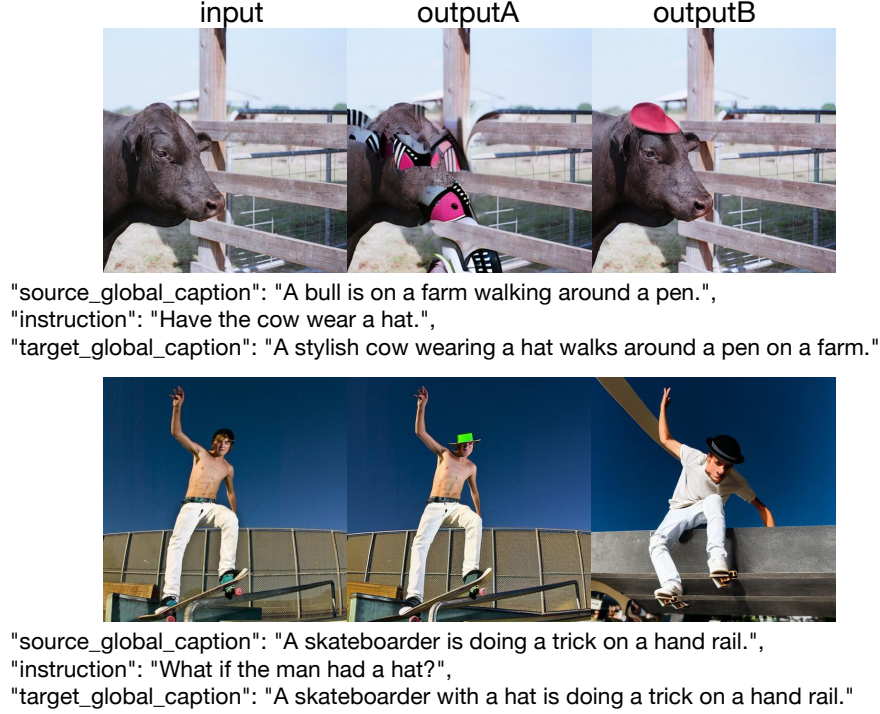 input outputA outputB
"source_global_caption": "A bull is on a farm walking around a pen.",
"instruction": "Have the cow wear a hat.",
"target_global_caption": "A stylish cow wearing a hat walks around a pen on a farm."
"source_global_caption": "A skateboarder is doing a trick on a hand rail.",
"instruction": "What if the man had a hat?",
"target_global_caption": "A skateboarder with a hat is doing a trick on a hand rail."